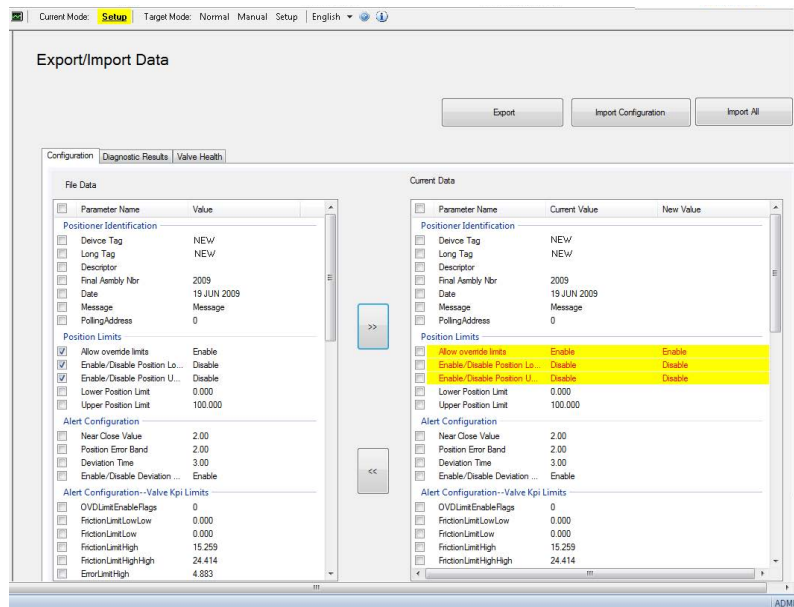 Current Mode: Setup Target Mode: Normal Manual Setup English
Export/Import Data
Export Import Configuration Import All
Configuration Diagnostic Results Valve Health
File Data
Parameter Name Value
Positioner Identification
Deivce Tag NEW
Long Tag NEW
Descriptor
Final Asmbly Nbr 2009
Date 19 JUN 2009
Message Message
PollingAddress 0
Position Limits
Allow override limits Enable
Enable/Disable Position Lo... Disable
Enable/Disable Position U... Disable
Lower Position Limit 0.000
Upper Position Limit 100.000
Alert Configuration
Near Close Value 2.00
Position Error Band 2.00
Deviation Time 3.00
Enable/Disable Deviation ... Enable
Alert Configuration--Valve Kpi Limits
OVDLimitEnableFlags 0
FrictionLimitLowLow 0.000
FrictionLimitLow 0.000
FrictionLimitHigh 15.259
FrictionLimitHighHigh 24.414
ErrorLimitHigh 4.883
>>
<<
Current Data
Parameter Name Current Value New Value
Positioner Identification
Deivce Tag NEW
Long Tag NEW
Descriptor
Final Asmbly Nbr 2009
Date 19 JUN 2009
Message Message
PollingAddress 0
Position Limits
Allow override limits Enable Enable
Enable/Disable Position Lo... Disable Disable
Enable/Disable Position U... Disable Disable
Lower Position Limit 0.000
Upper Position Limit 100.000
Alert Configuration
Near Close Value 2.00
Position Error Band 2.00
Deviation Time 3.00
Enable/Disable Deviation ... Enable
Alert Configuration--Valve Kpi Limits
OVDLimitEnableFlags 0
FrictionLimitLowLow 0.000
FrictionLimitLow 0.000
FrictionLimitHigh 15.259
FrictionLimitHighHigh 24.414